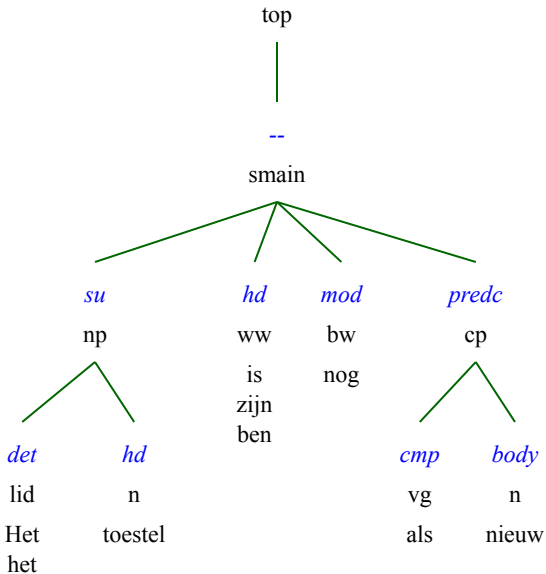 top
--
smain
su hd mod predc
np ww bw cp
is nog
zijn
ben
det hd cmp body
lid n vg n
Het toestel als nieuw
het